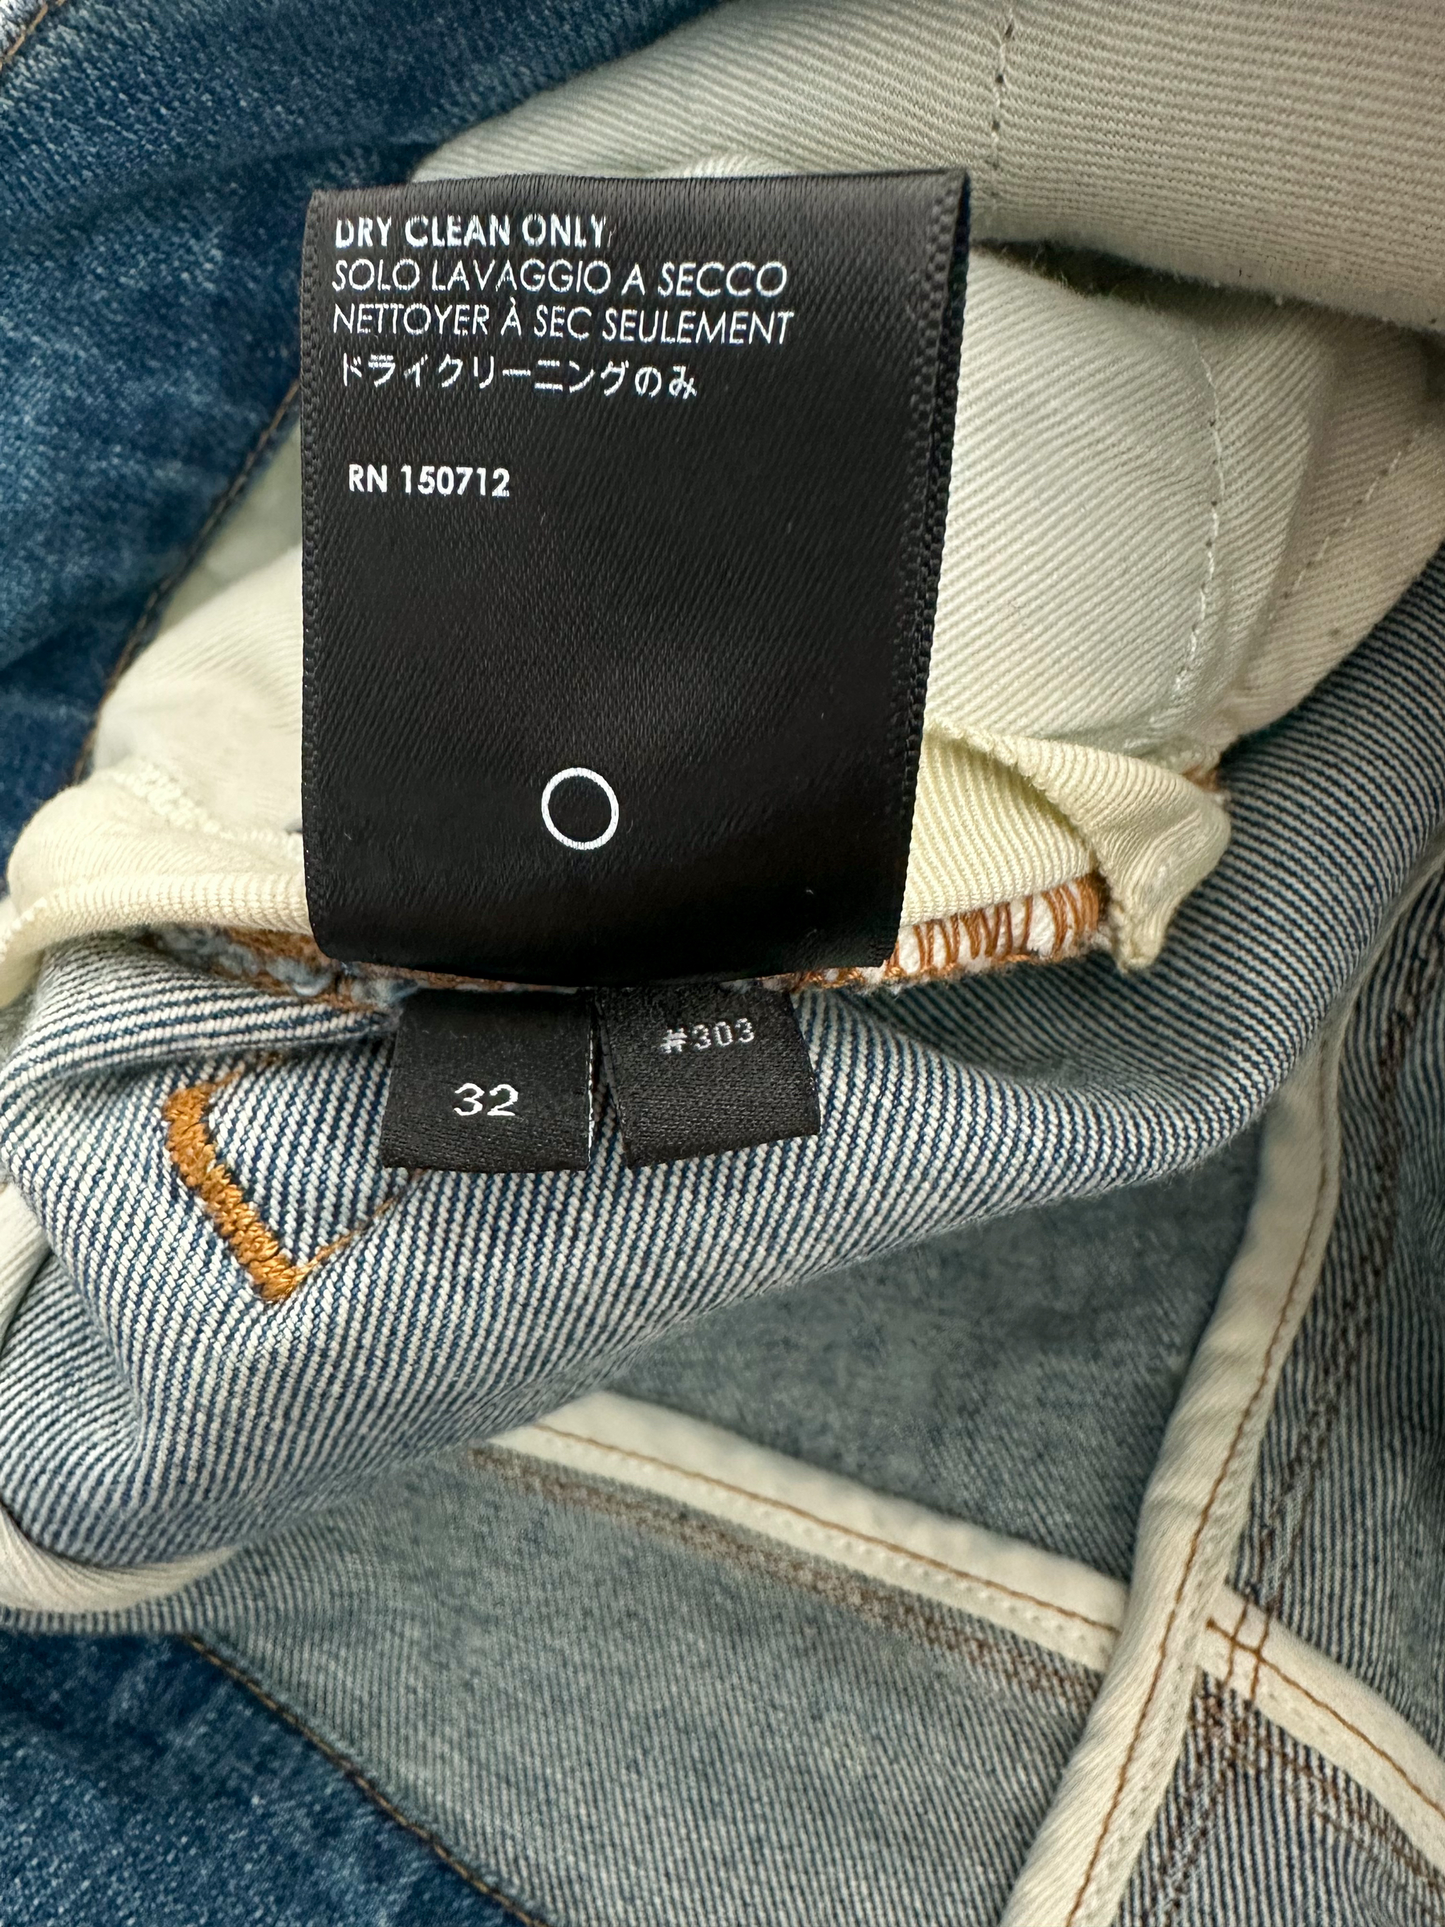 DRY CLEAN ONLY
SOLO LAVAGGIO A SECCO
NETTOYER À SEC SEULEMENT
ドライクリーニングのみ
RN 150712
32
#303